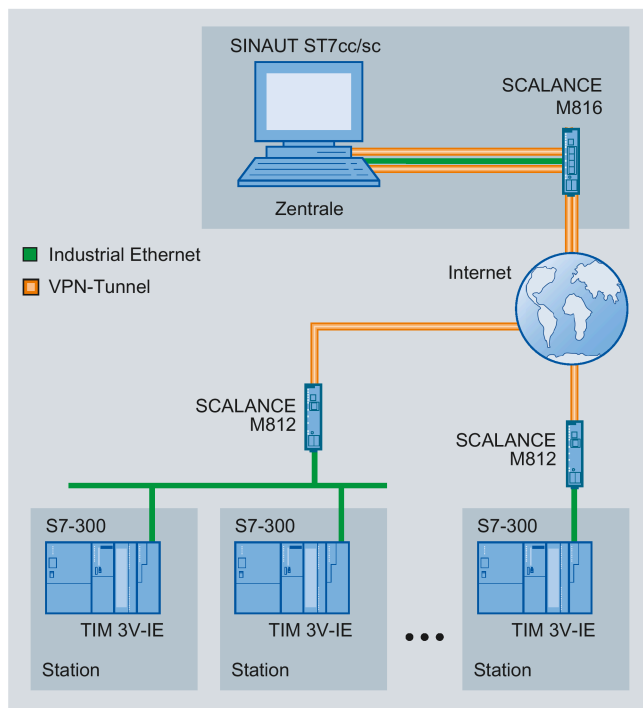 SINAUT ST7cc/sc
SCALANCE
M816
Zentrale
Industrial Ethernet
VPN-Tunnel
Internet
SCALANCE
M812
SCALANCE
M812
S7-300
TIM 3V-IE
Station
S7-300
TIM 3V-IE
Station
S7-300
TIM 3V-IE
Station